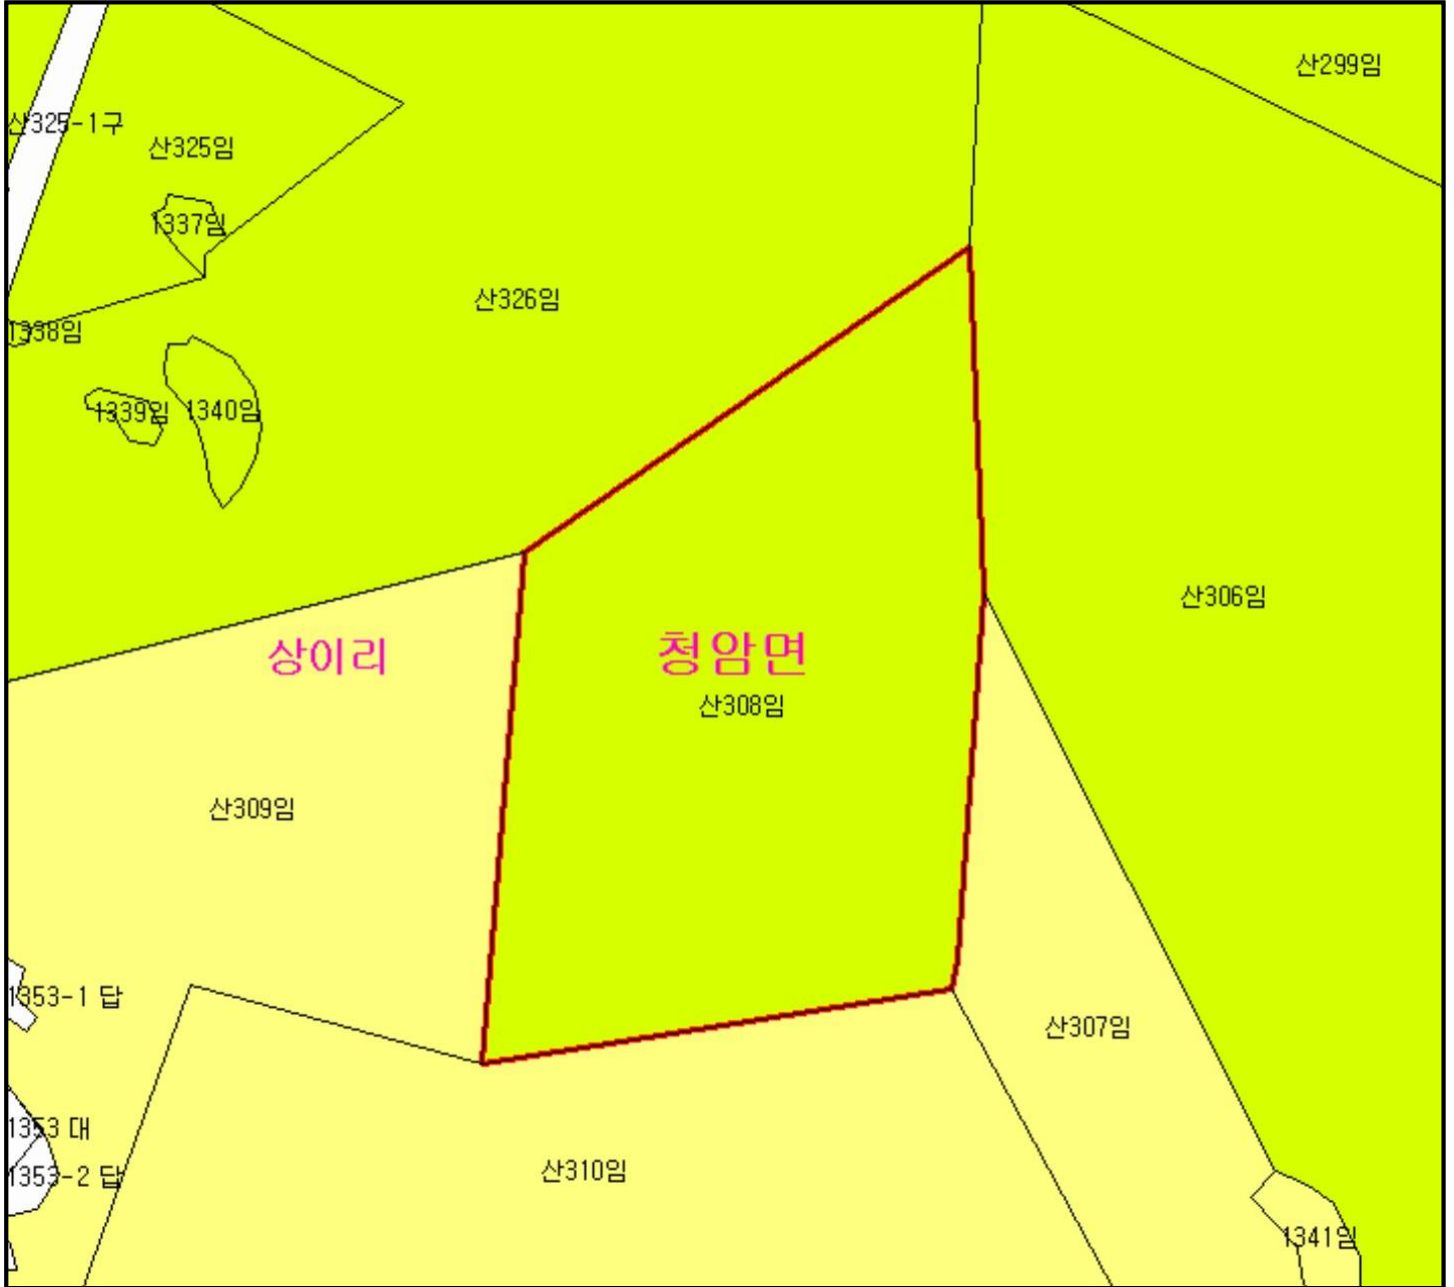 산299임
산325-1구
산325임
1337임
산326임
1338임
1339임
1340임
산306임
상이리
청암면
산308임
산309임
1353-1 답
산307임
1353 대
산310임
1353-2 답
1341임